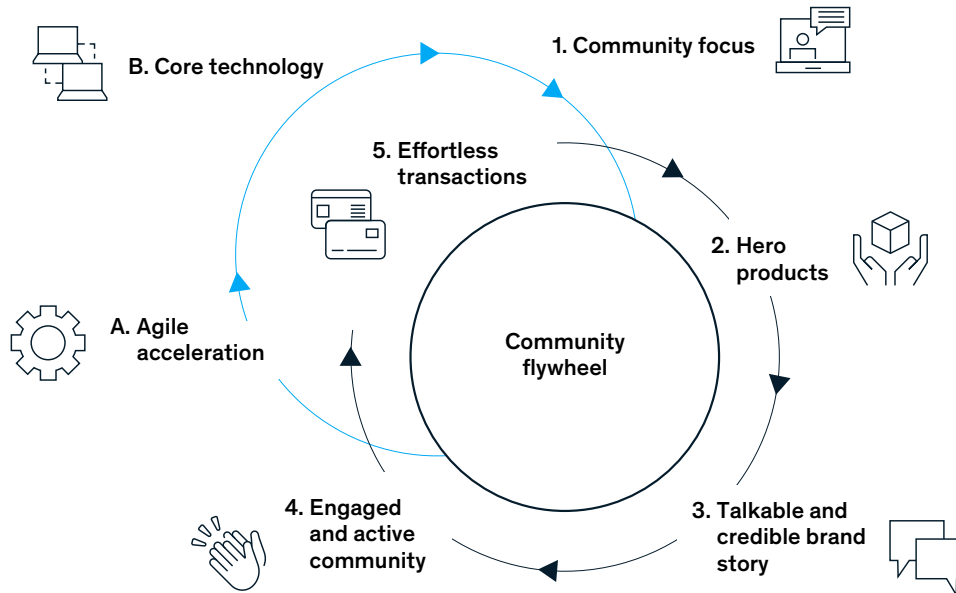 B. Core technology
1. Community focus
5. Effortless
transactions
2. Hero
products
A. Agile
acceleration
Community
flywheel
4. Engaged
and active
community
3. Talkable and
credible brand
story